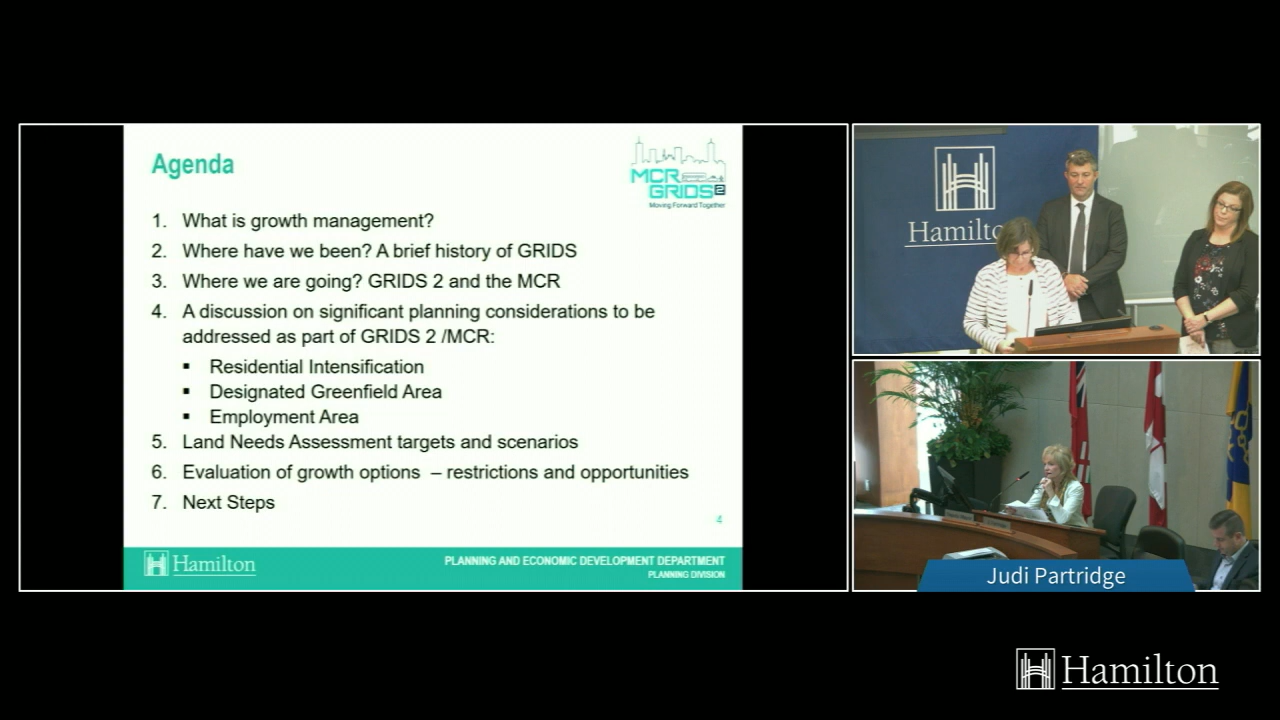 Agenda
MCR
GRIDS2
Moving Forward Together
1. What is growth management?
2. Where have we been? A brief history of GRIDS
3. Where we are going? GRIDS 2 and the MCR
4. A discussion on significant planning considerations to be
addressed as part of GRIDS 2 /MCR:
▪ Residential Intensification
▪ Designated Greenfield Area
▪ Employment Area
5. Land Needs Assessment targets and scenarios
6. Evaluation of growth options – restrictions and opportunities
7. Next Steps
4
Hamilton
PLANNING AND ECONOMIC DEVELOPMENT DEPARTMENT
PLANNING DIVISION
Hamilto
Judi Partridge
Hamilton